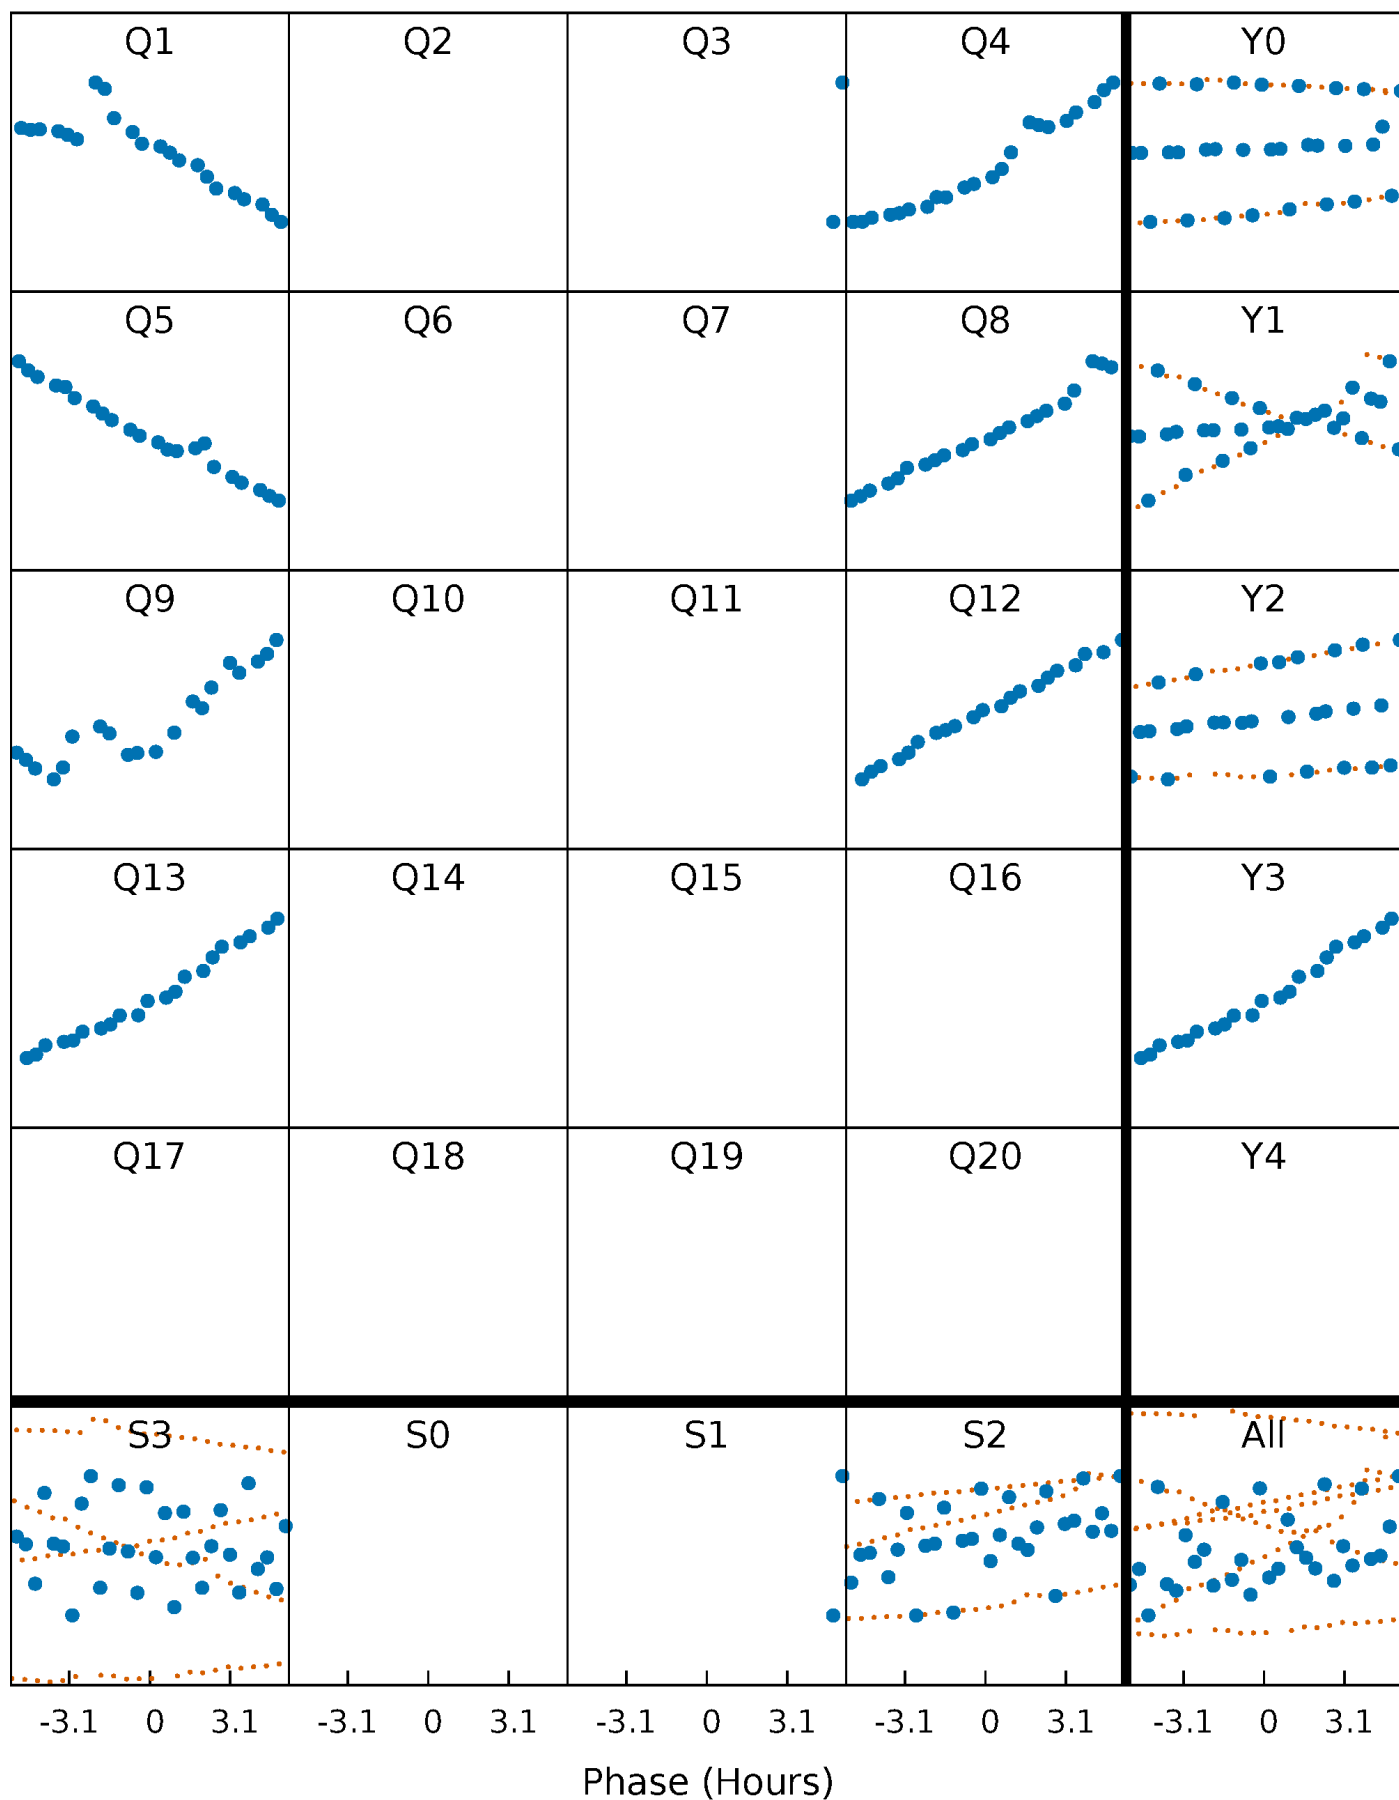 Q1 Q2 Q3 Q4 Y0
Q5 Q6 Q7 Q8 Y1
Q9 Q10 Q11 Q12 Y2
Q13 Q14 Q15 Q16 Y3
Q17 Q18 Q19 Q20 Y4
S3 S0 S1 S2 All
-3.1 0 3.1 -3.1 0 3.1 -3.1 0 3.1 -3.1 0 3.1 -3.1 0 3.1
Phase (Hours)